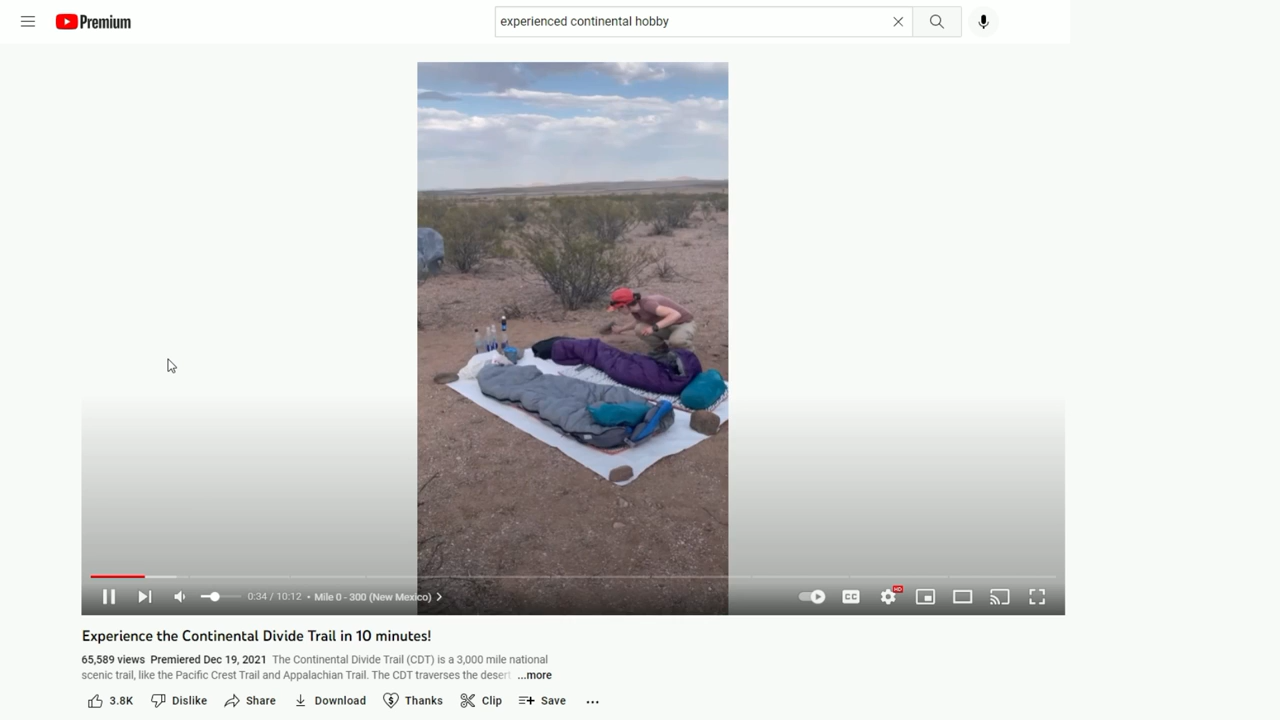 Premium
experienced continental hobby
0:34 / 10:12 • Mile 0 - 300 (New Mexico)
CC
HD
Experience the Continental Divide Trail in 10 minutes!
65,589 views Premiered Dec 19, 2021 The Continental Divide Trail (CDT) is a 3,000 mile national
scenic trail, like the Pacific Crest Trail and Appalachian Trail. The CDT traverses the desert ...more
3.8K Dislike Share Download Thanks Clip Save ...